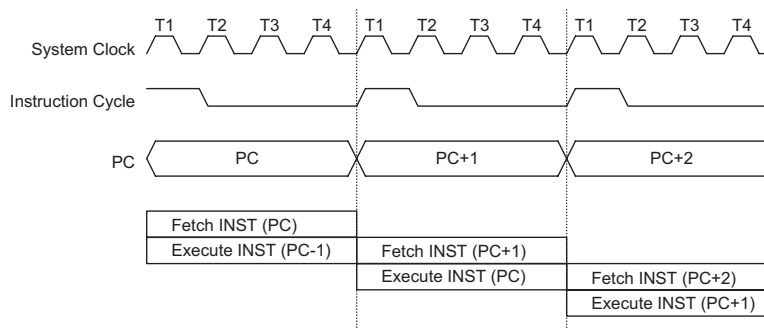 T1 T2 T3 T4 T1 T2 T3 T4 T1 T2 T3 T4
System Clock
Instruction Cycle
PC PC PC+1 PC+2
Fetch INST (PC)
Execute INST (PC-1) Fetch INST (PC+1)
Execute INST (PC) Fetch INST (PC+2)
Execute INST (PC+1)